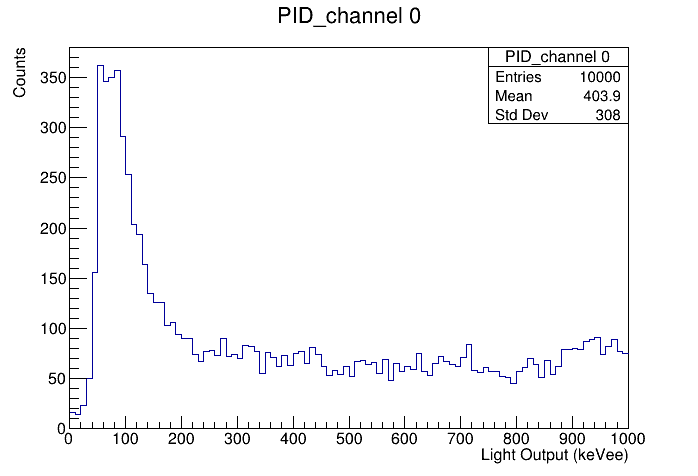 PID_channel 0
Counts
PID_channel 0
Entries 10000
Mean 403.9
Std Dev 308
350
300
250
200
150
100
50
0
0 100 200 300 400 500 600 700 800 900 1000
Light Output (keVee)